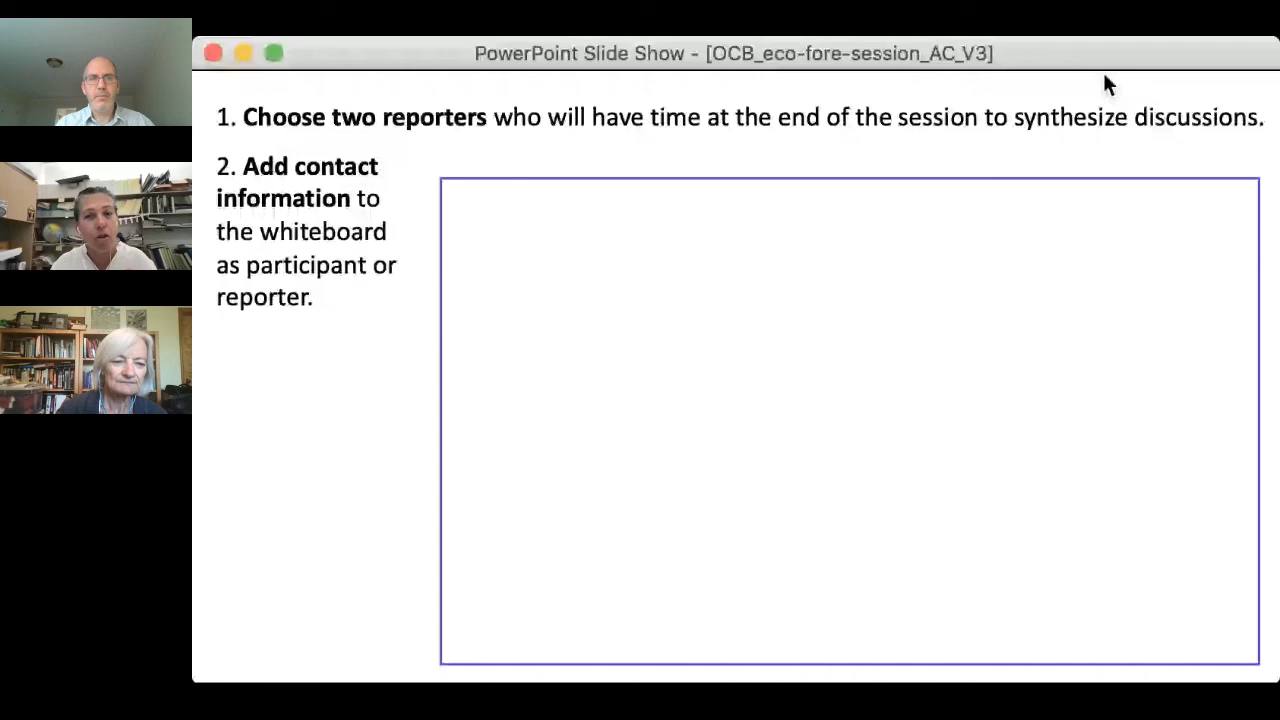 PowerPoint Slide Show - [OCB_eco-fore-session_AC_V3]
1. Choose two reporters who will have time at the end of the session to synthesize discussions.
2. Add contact
information to
the whiteboard
as participant or
reporter.